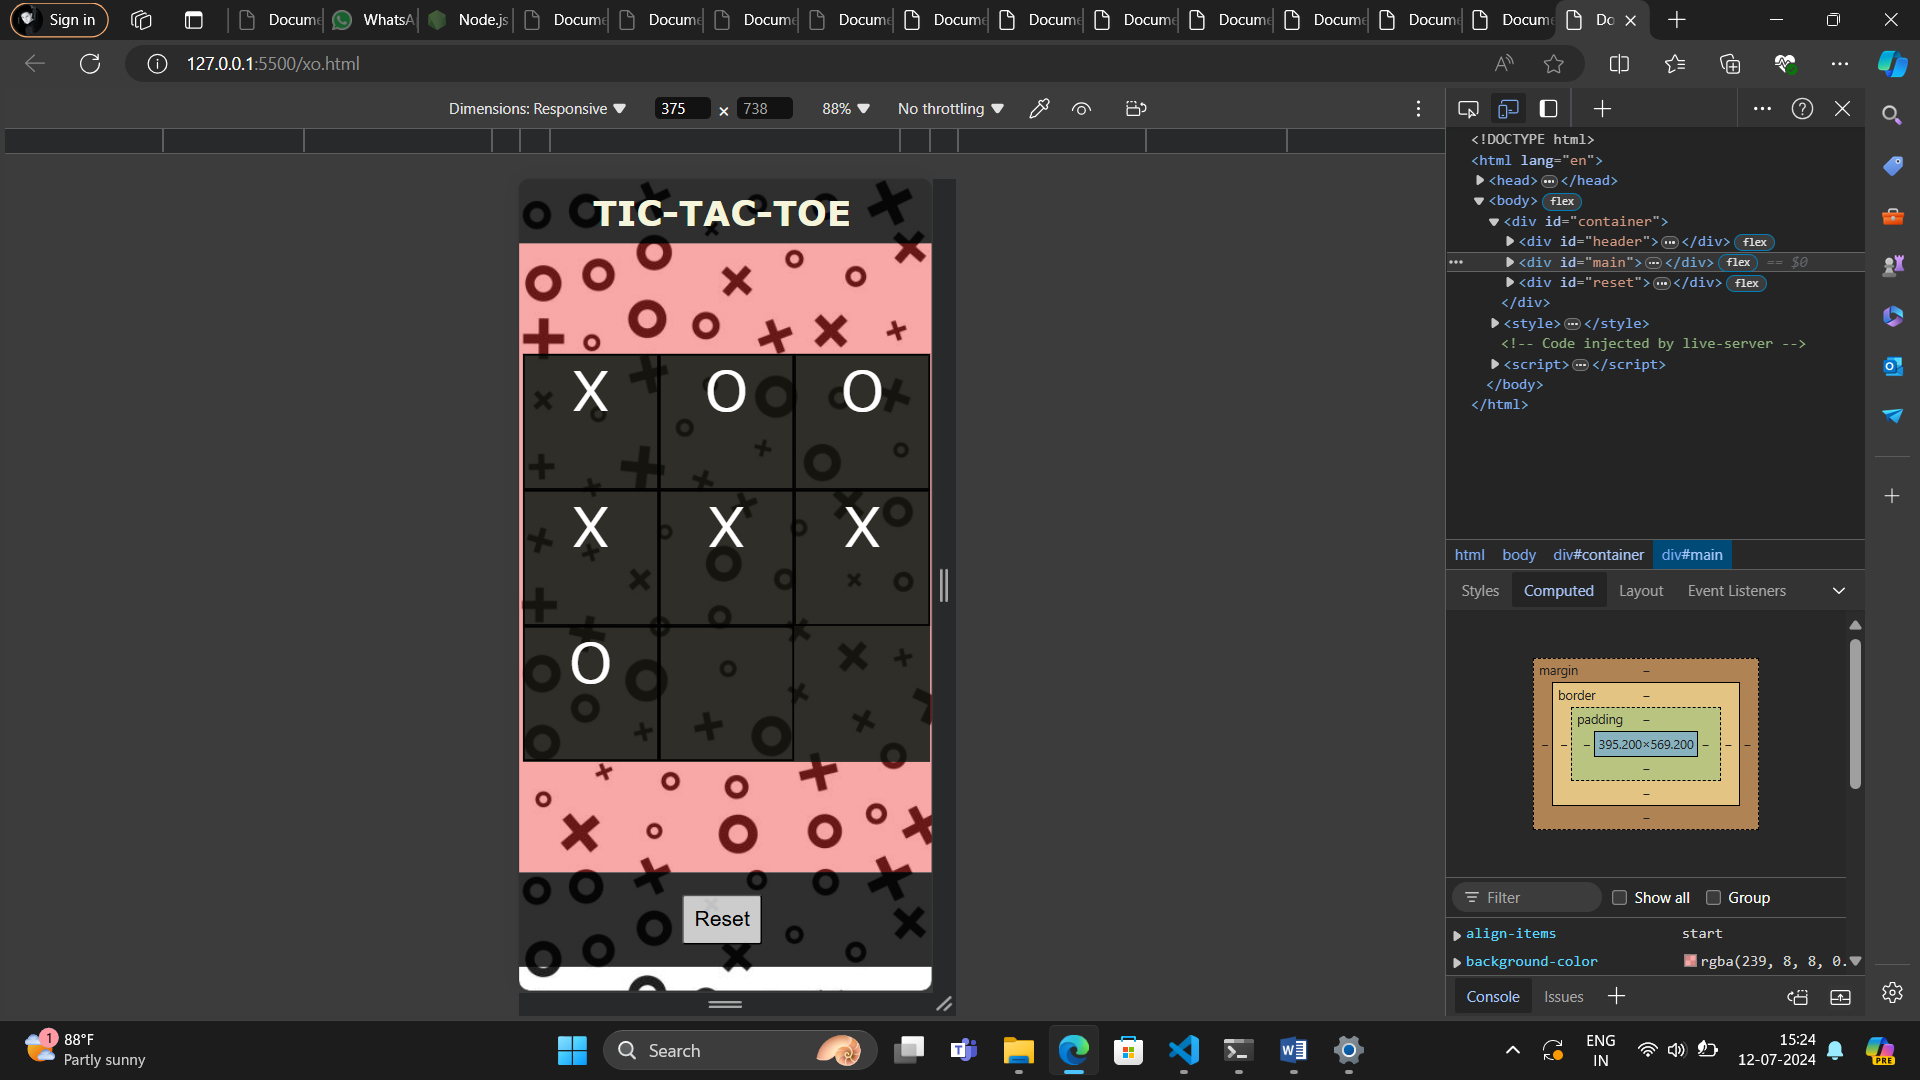 Sign in
Docume
WhatsA
Node.js
Docume
Docume
Docume
Docume
Docume
Docume
Docume
Docume
Docume
Docume
Docume
Do
127.0.0.1:5500/xo.html
Dimensions: Responsive 375 × 738 88% No throttling
TIC-TAC-TOE
X O O
X X X
O
Reset
<!DOCTYPE html>
<html lang="en">
<head> ••• </head>
<body> flex
<div id="container">
<div id="header"> ••• </div> flex
••• <div id="main"> ••• </div> flex == $0
<div id="reset"> ••• </div> flex
</div>
<style> ••• </style>
<!-- Code injected by live-server -->
<script> ••• </script>
</body>
</html>
html body div#container div#main
Styles Computed Layout Event Listeners
margin –
border –
padding –
– – – 395.200×569.200 – – –
–
–
–
Filter Show all Group
align-items start
background-color rgba(239, 8, 8, 0.
Console Issues
1
88°F
Partly sunny
Search
ENG
IN
15:24
12-07-2024
PRE